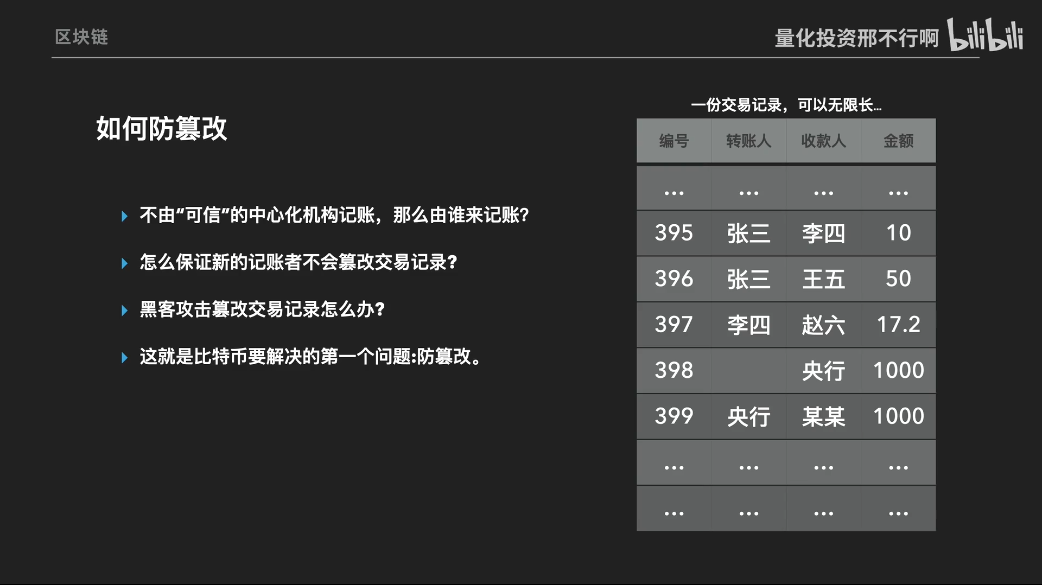 区块链
量化投资邢不行啊 bilibili
如何防篡改
不由“可信”的中心化机构记账，那么由谁来记账？
怎么保证新的记账者不会篡改交易记录？
黑客攻击篡改交易记录怎么办？
这就是比特币要解决的第一个问题:防篡改。
一份交易记录，可以无限长…
编号 转账人 收款人 金额
… … … …
395 张三 李四 10
396 张三 王五 50
397 李四 赵六 17.2
398 央行 1000
399 央行 某某 1000
… … … …
… … … …